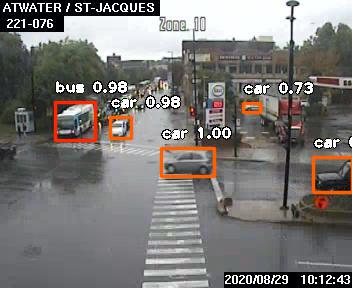 ATWATER / ST-JACQUES
221-076
Zone 10
bus 0.98
car 0.98
car 0.73
car 1.00
car
2020/08/29 10:12:43